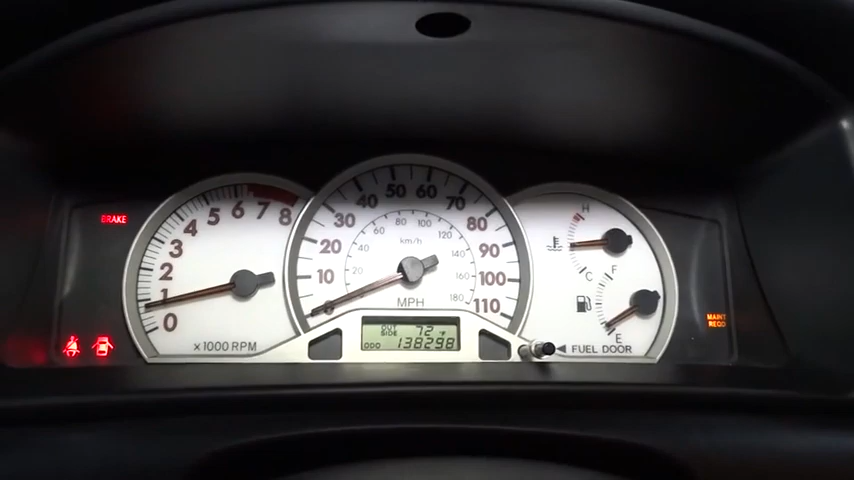 BRAKE
0 1 2 3 4 5 6 7 8
×1000 RPM
0 10 20 30 40 50 60 70 80 90 100 110
20 40 60 80 100 120 140 160 180
km/h
MPH
OUT SIDE 72 °F
ODO 138298
H
C
F
E
FUEL DOOR
MAINT
REQD